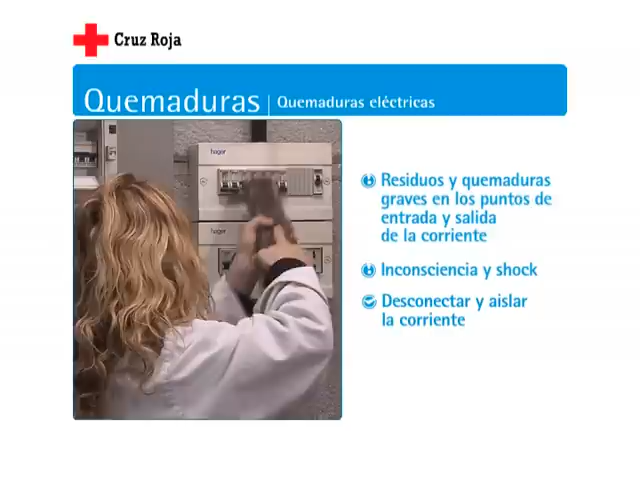 Cruz Roja
Quemaduras | Quemaduras eléctricas
hager
hager
Residuos y quemaduras
graves en los puntos de
entrada y salida
de la corriente
Inconsciencia y shock
Desconectar y aislar
la corriente